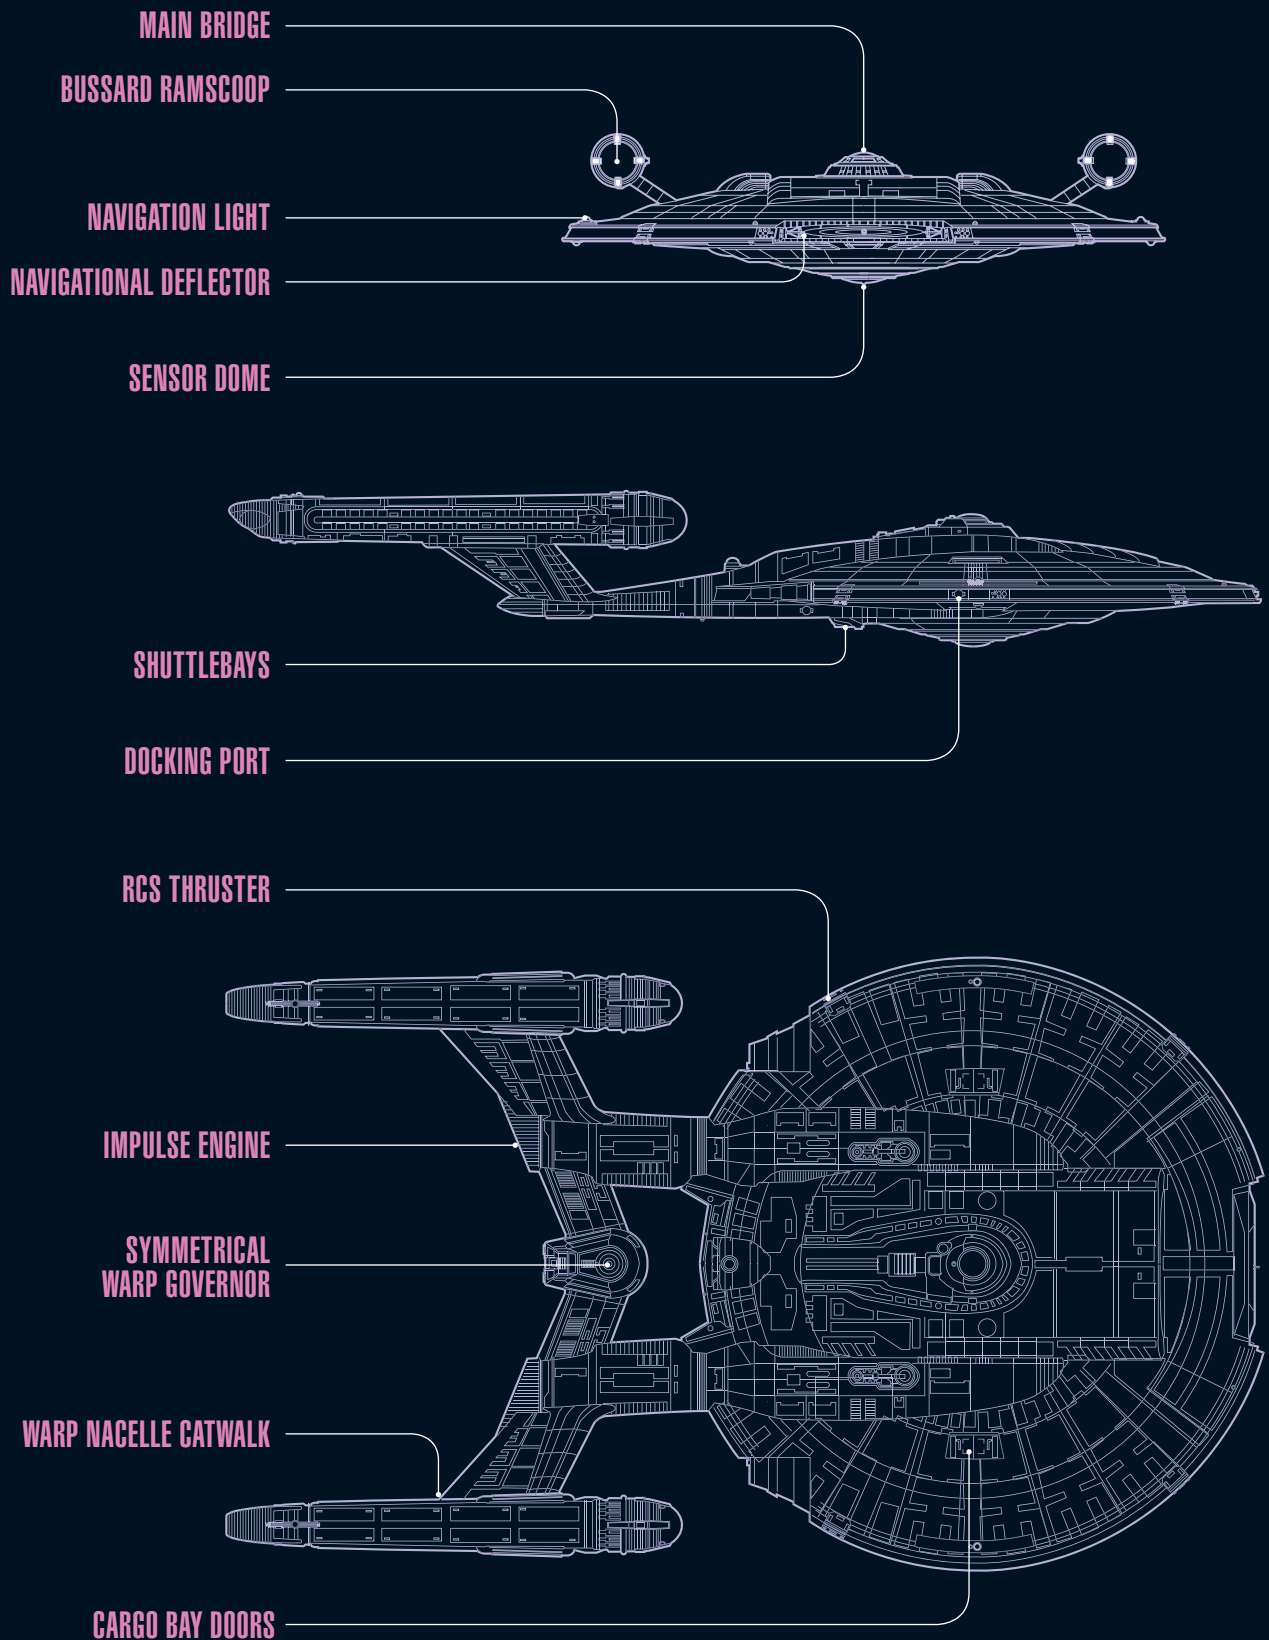 MAIN BRIDGE
BUSSARD RAMSCOOP
NAVIGATION LIGHT
NAVIGATIONAL DEFLECTOR
SENSOR DOME
SHUTTLEBAYS
DOCKING PORT
RCS THRUSTER
IMPULSE ENGINE
SYMMETRICAL
WARP GOVERNOR
WARP NACELLE CATWALK
CARGO BAY DOORS